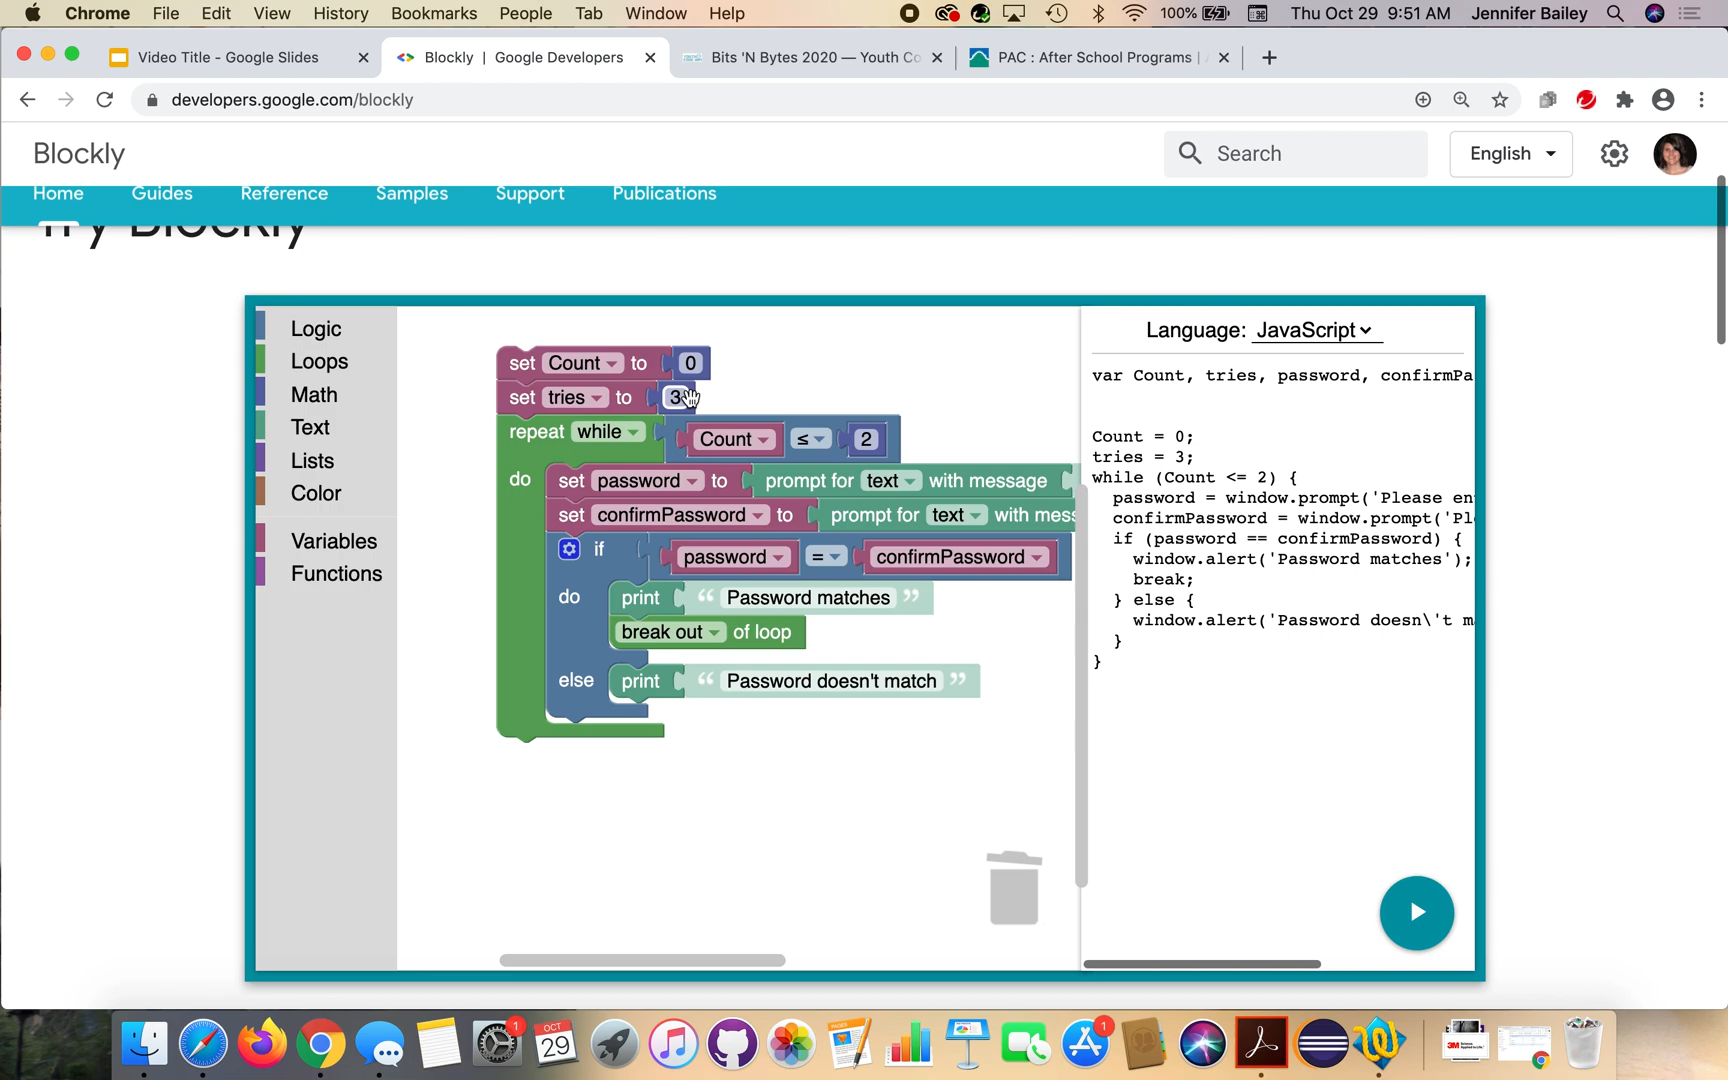 Chrome File Edit View History Bookmarks People Tab Window Help 100% Thu Oct 29 9:51 AM Jennifer Bailey
Video Title - Google Slides
Blockly | Google Developers
Bits 'N Bytes 2020 — Youth Co
PAC : After School Programs |
developers.google.com/blockly
Blockly
Search
English
Home Guides Reference Samples Support Publications
Try Blockly
Logic
Loops
Math
Text
Lists
Color
Variables
Functions
set Count to 0
set tries to 3
repeat while Count ≤ 2
do set password to prompt for text with message
set confirmPassword to prompt for text with mess
if password = confirmPassword
do print “ Password matches ”
break out of loop
else print “ Password doesn't match ”
Language: JavaScript
var Count, tries, password, confirmPa
Count = 0;
tries = 3;
while (Count <= 2) {
password = window.prompt('Please en
confirmPassword = window.prompt('Pl
if (password == confirmPassword) {
window.alert('Password matches');
break;
} else {
window.alert('Password doesn\'t m
}
}
1
OCT
29
1
PAGES
3M